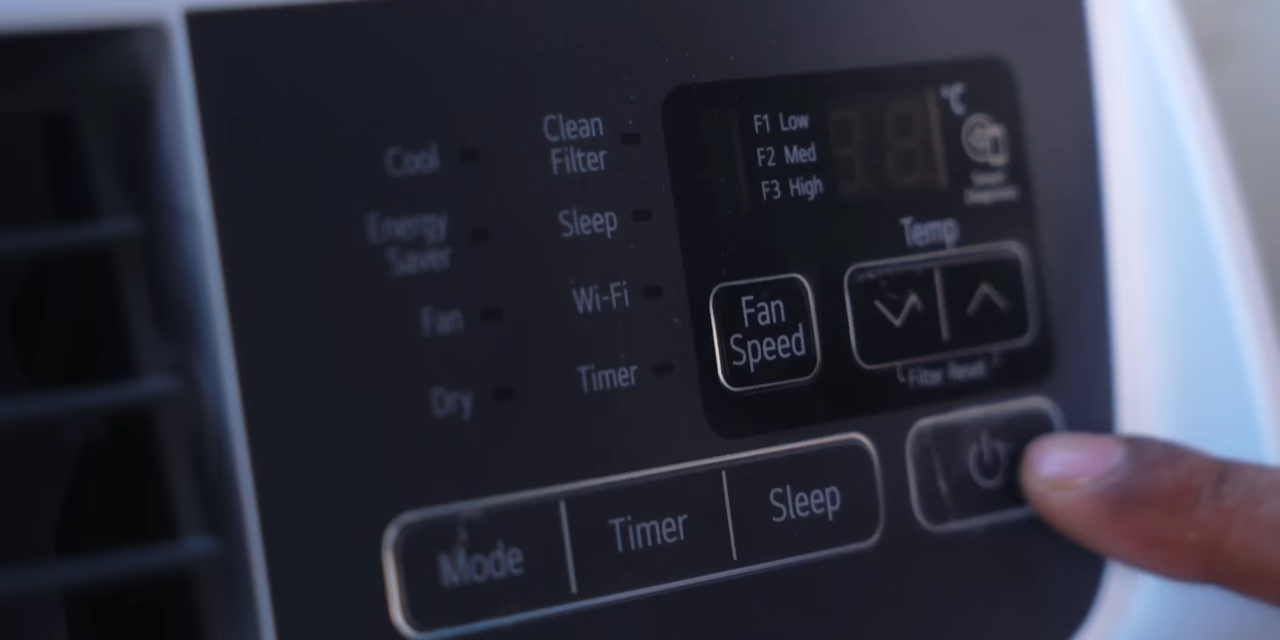 Cool
Energy
Saver
Fan
Dry
Clean
Filter
Sleep
Wi-Fi
Timer
F1 Low
F2 Med
F3 High
°C
Temp
Fan
Speed
Filter Reset
Mode
Timer
Sleep